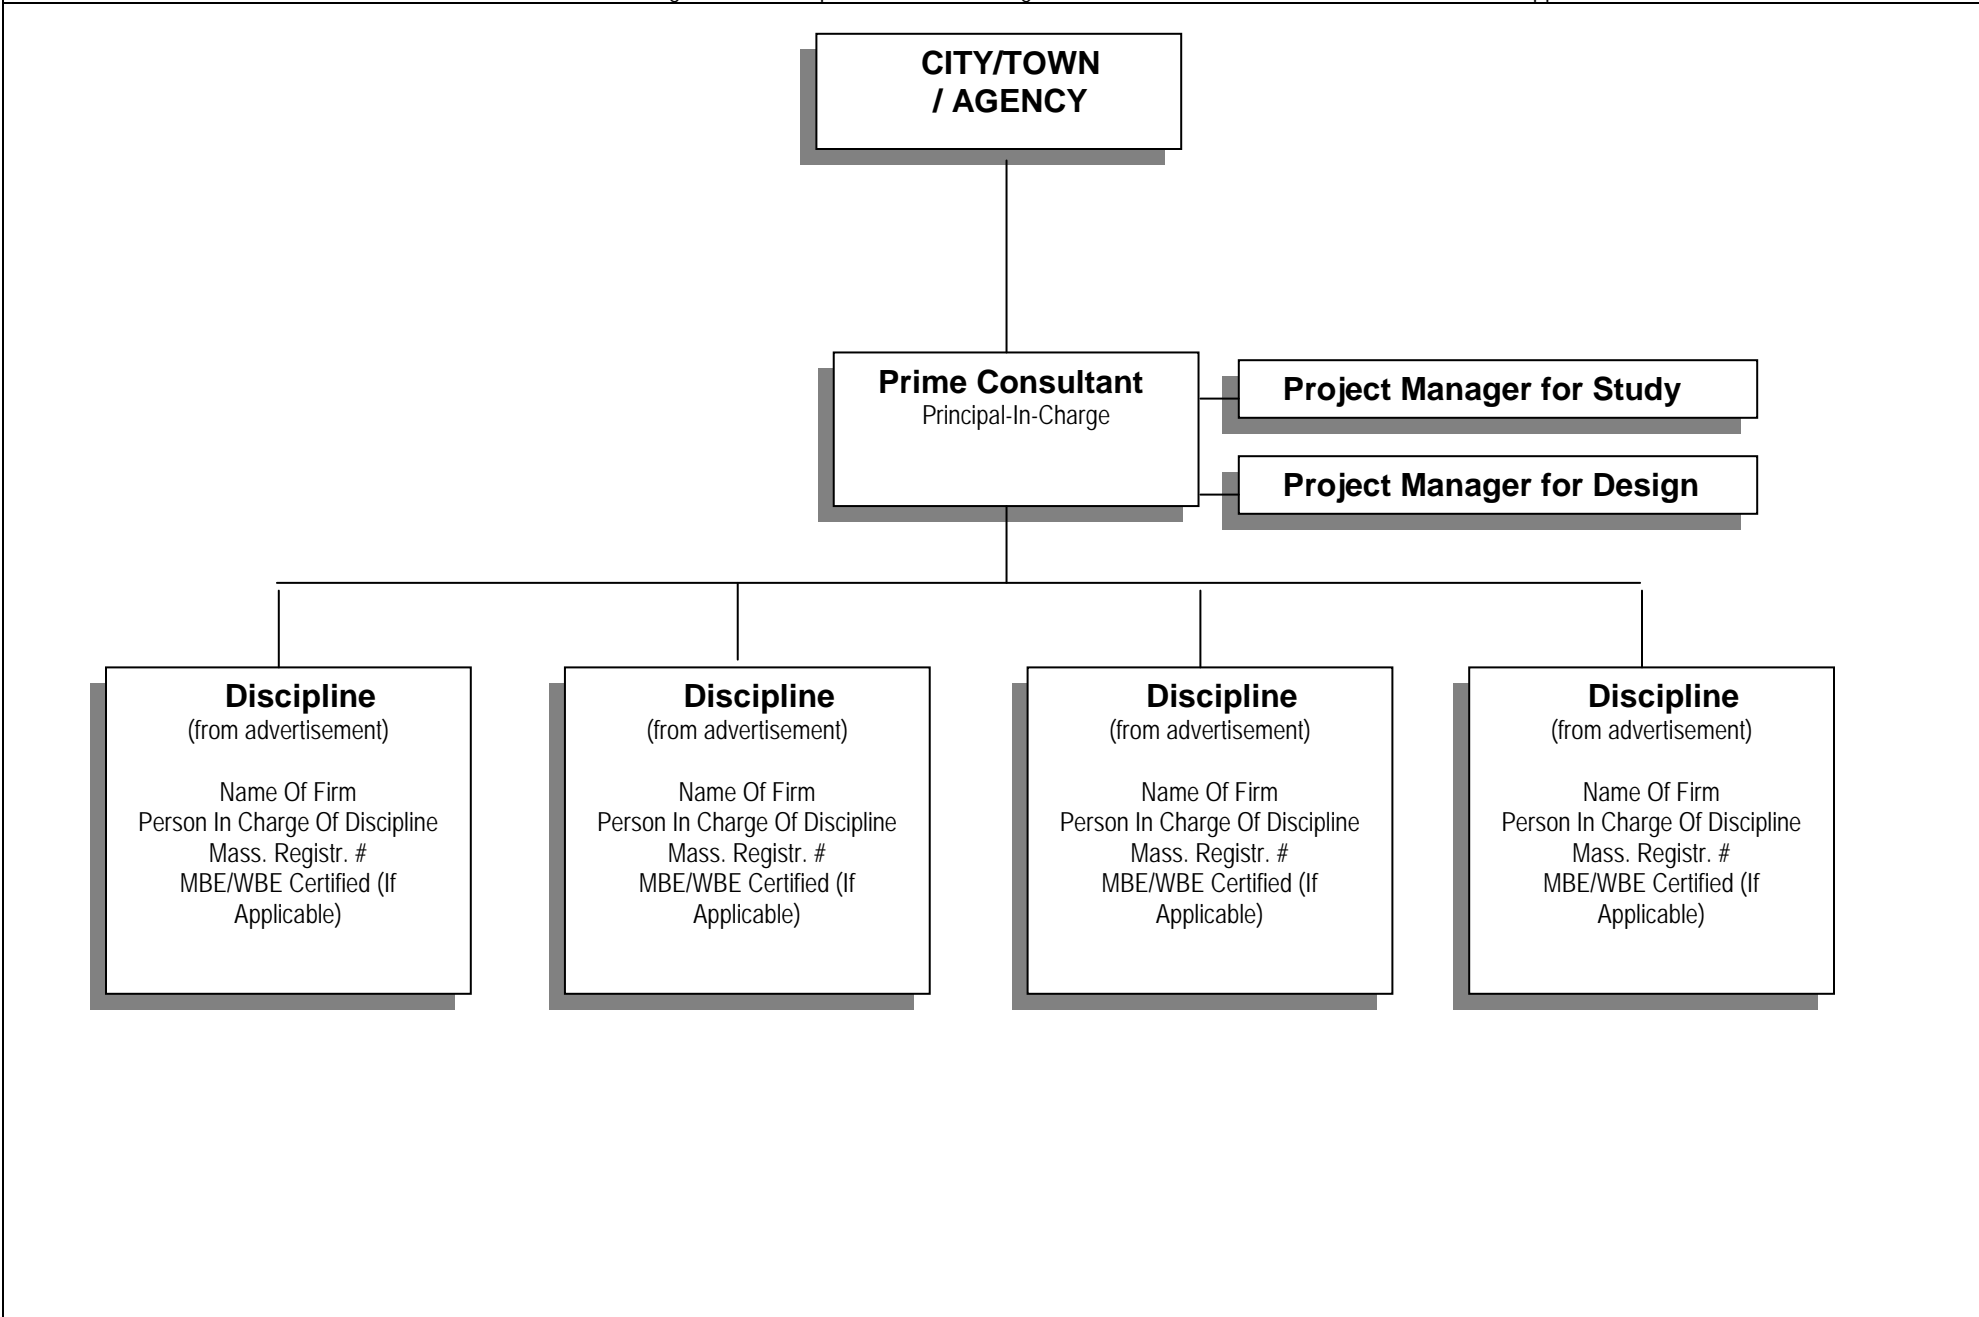 CITY/TOWN
/ AGENCY
Prime Consultant
Principal-In-Charge
Project Manager for Study
Project Manager for Design
Discipline
(from advertisement)
Name Of Firm
Person In Charge Of Discipline
Mass. Registr. #
MBE/WBE Certified (If
Applicable)
Discipline
(from advertisement)
Name Of Firm
Person In Charge Of Discipline
Mass. Registr. #
MBE/WBE Certified (If
Applicable)
Discipline
(from advertisement)
Name Of Firm
Person In Charge Of Discipline
Mass. Registr. #
MBE/WBE Certified (If
Applicable)
Discipline
(from advertisement)
Name Of Firm
Person In Charge Of Discipline
Mass. Registr. #
MBE/WBE Certified (If
Applicable)